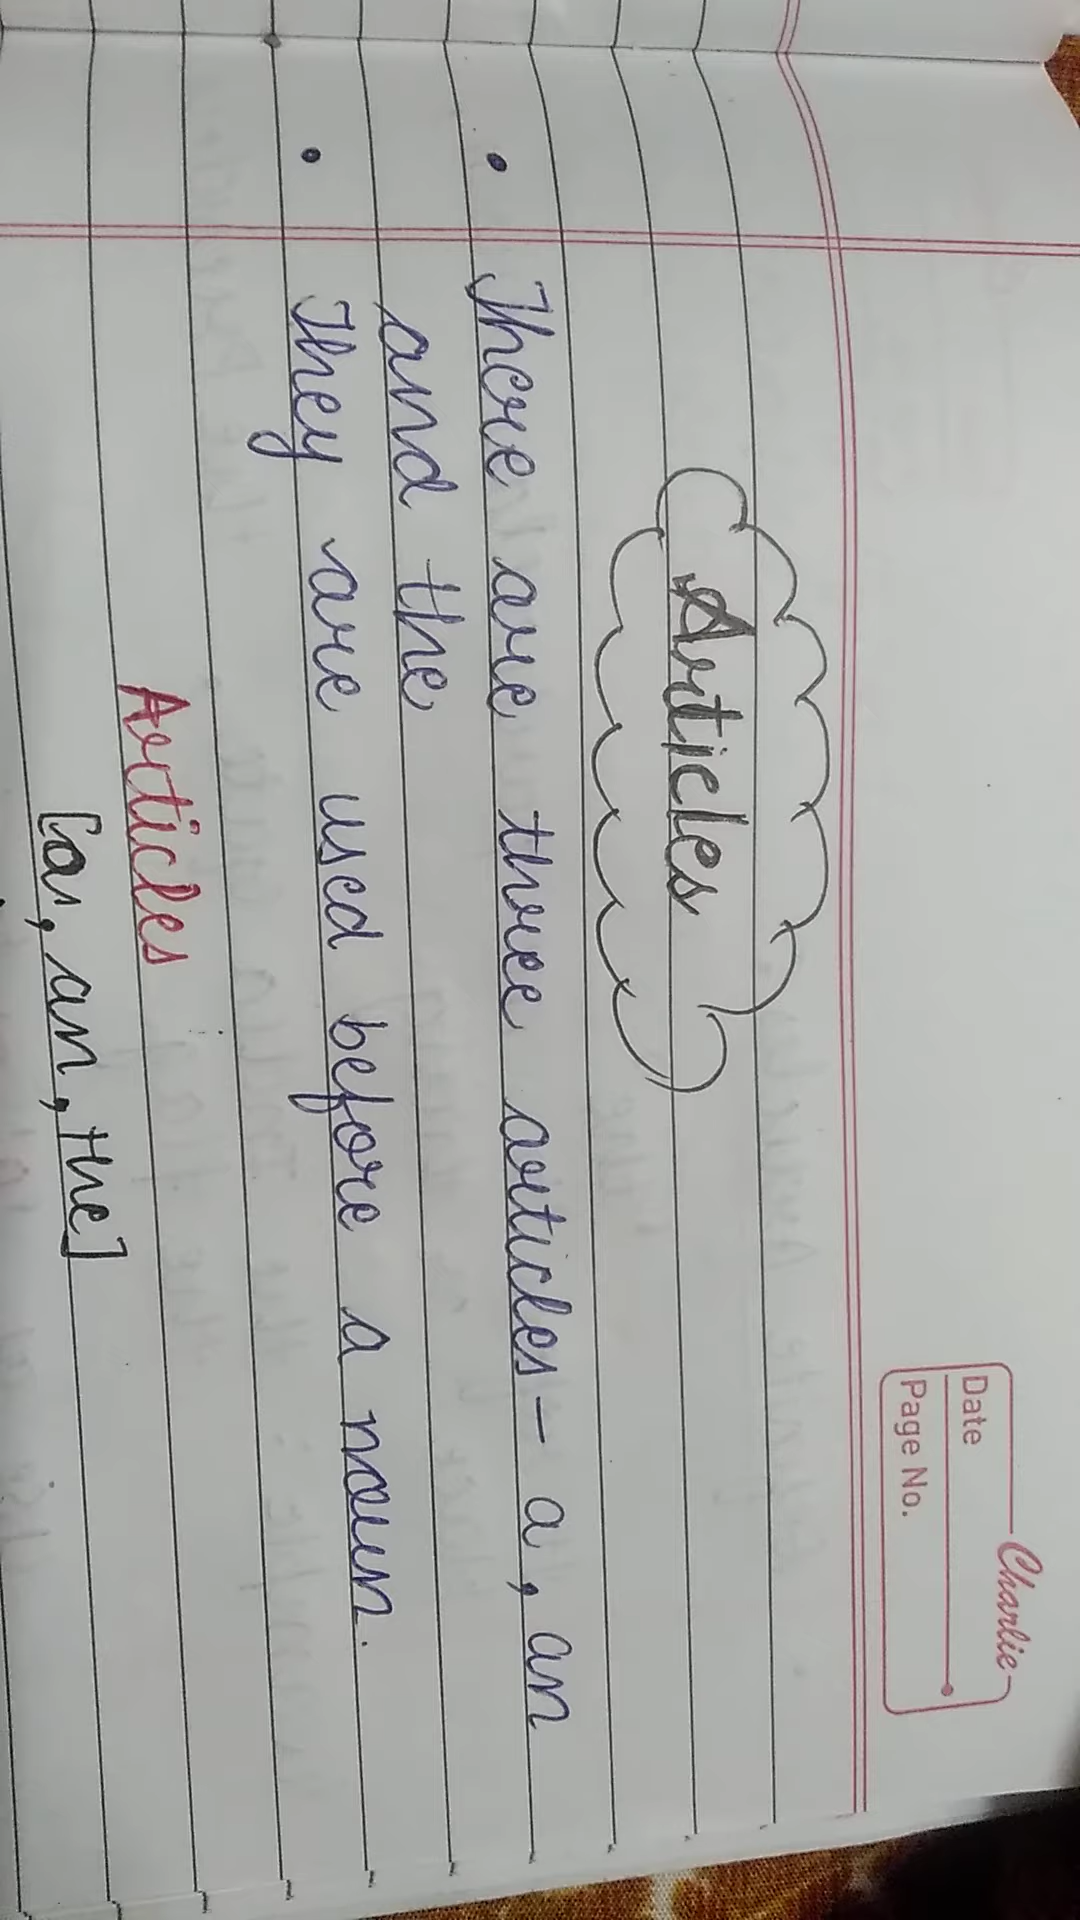 Charlie
Date
Page No.
Articles
• There are three articles - a, an
and the
• They are used before a noun.
Articles
[a, an, the]